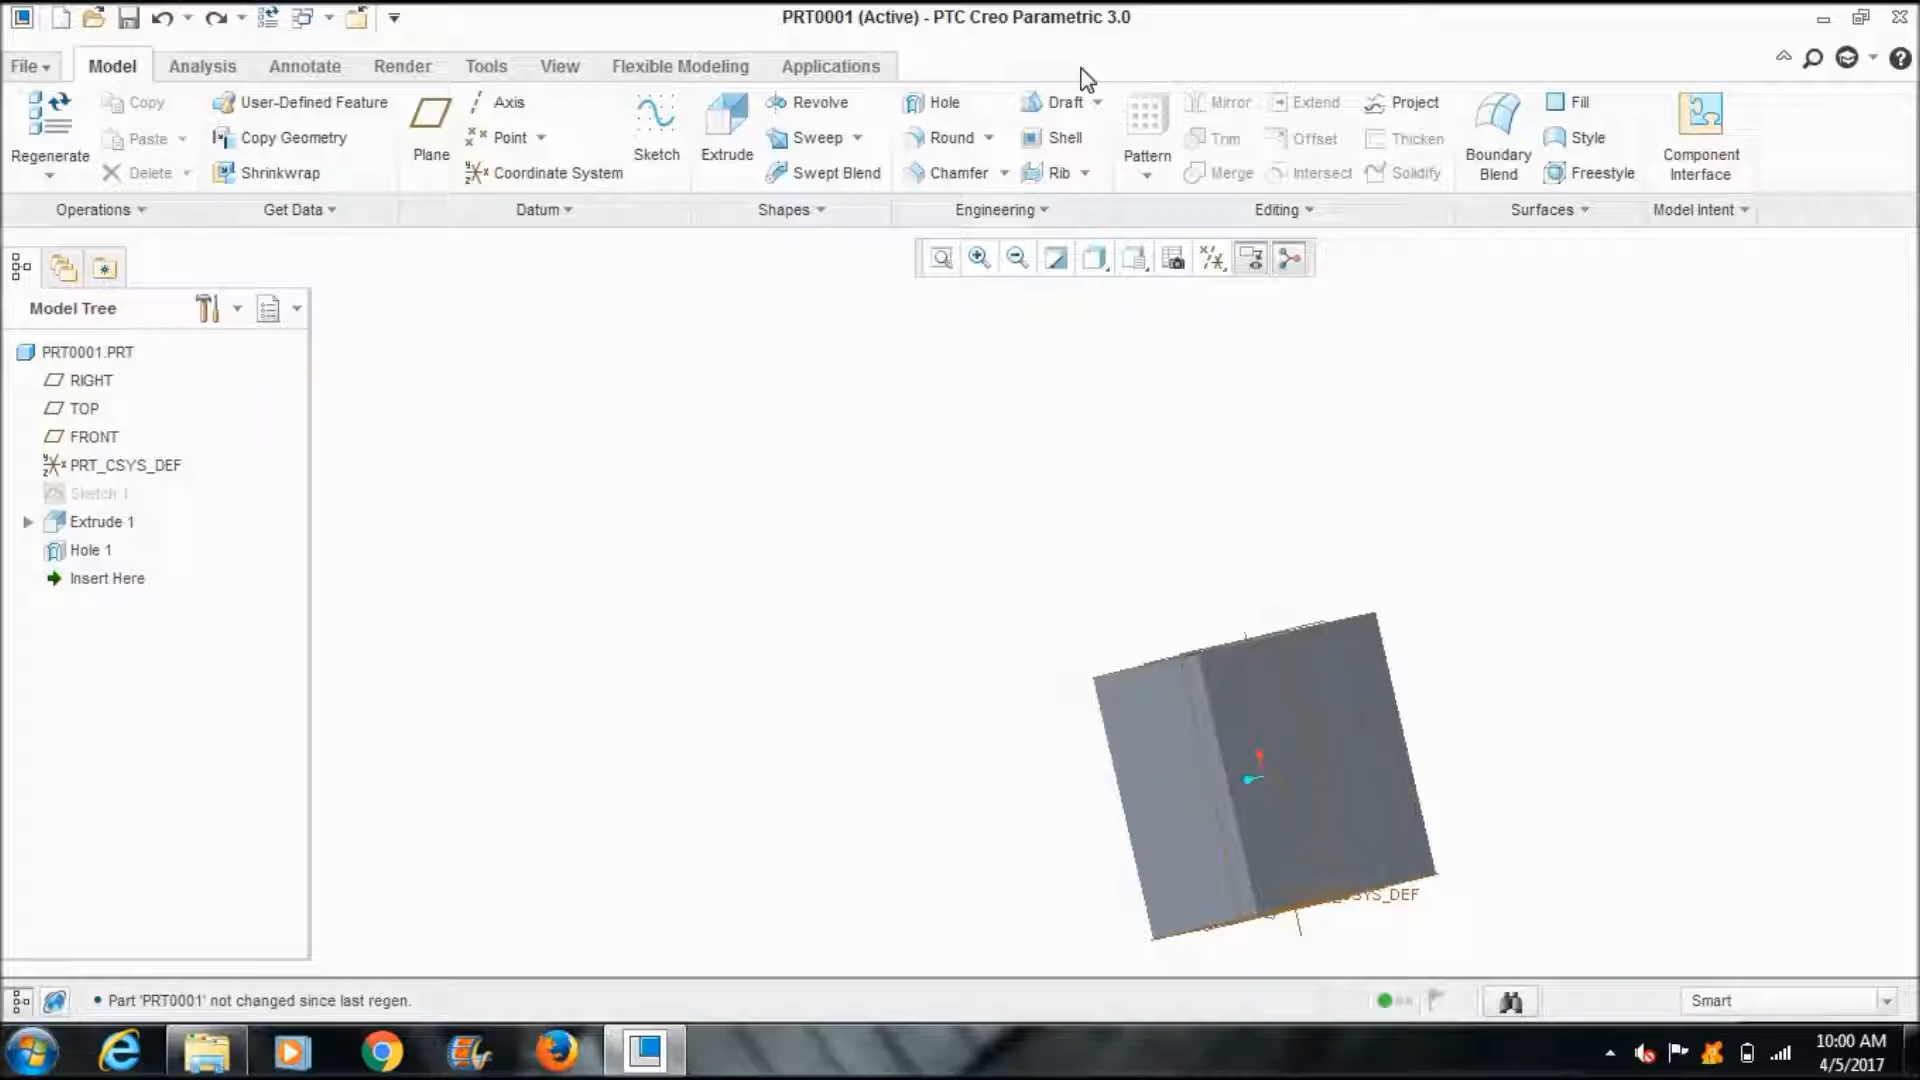 PRT0001 (Active) - PTC Creo Parametric 3.0
File Model Analysis Annotate Render Tools View Flexible Modeling Applications
Regenerate
Copy
Paste
Delete
User-Defined Feature
Copy Geometry
Shrinkwrap
Plane
Axis
Point
Coordinate System
Sketch
Extrude
Revolve
Sweep
Swept Blend
Hole
Round
Chamfer
Draft
Shell
Rib
Pattern
Mirror
Trim
Merge
Extend
Offset
Intersect
Project
Thicken
Solidify
Boundary
Blend
Fill
Style
Freestyle
Component
Interface
Operations Get Data Datum Shapes Engineering Editing Surfaces Model Intent
Model Tree
PRT0001.PRT
RIGHT
TOP
FRONT
PRT_CSYS_DEF
Sketch 1
Extrude 1
Hole 1
Insert Here
SYS_DEF
• Part 'PRT0001' not changed since last regen.
Smart
10:00 AM
4/5/2017